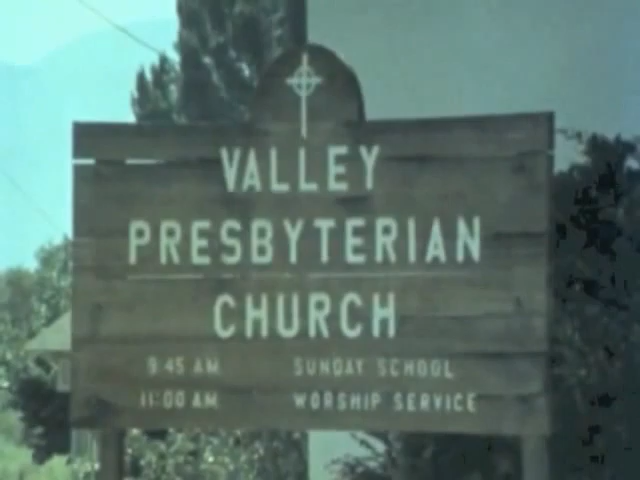 VALLEY
PRESBYTERIAN
CHURCH
9:45 AM SUNDAY SCHOOL
11:00 AM WORSHIP SERVICE